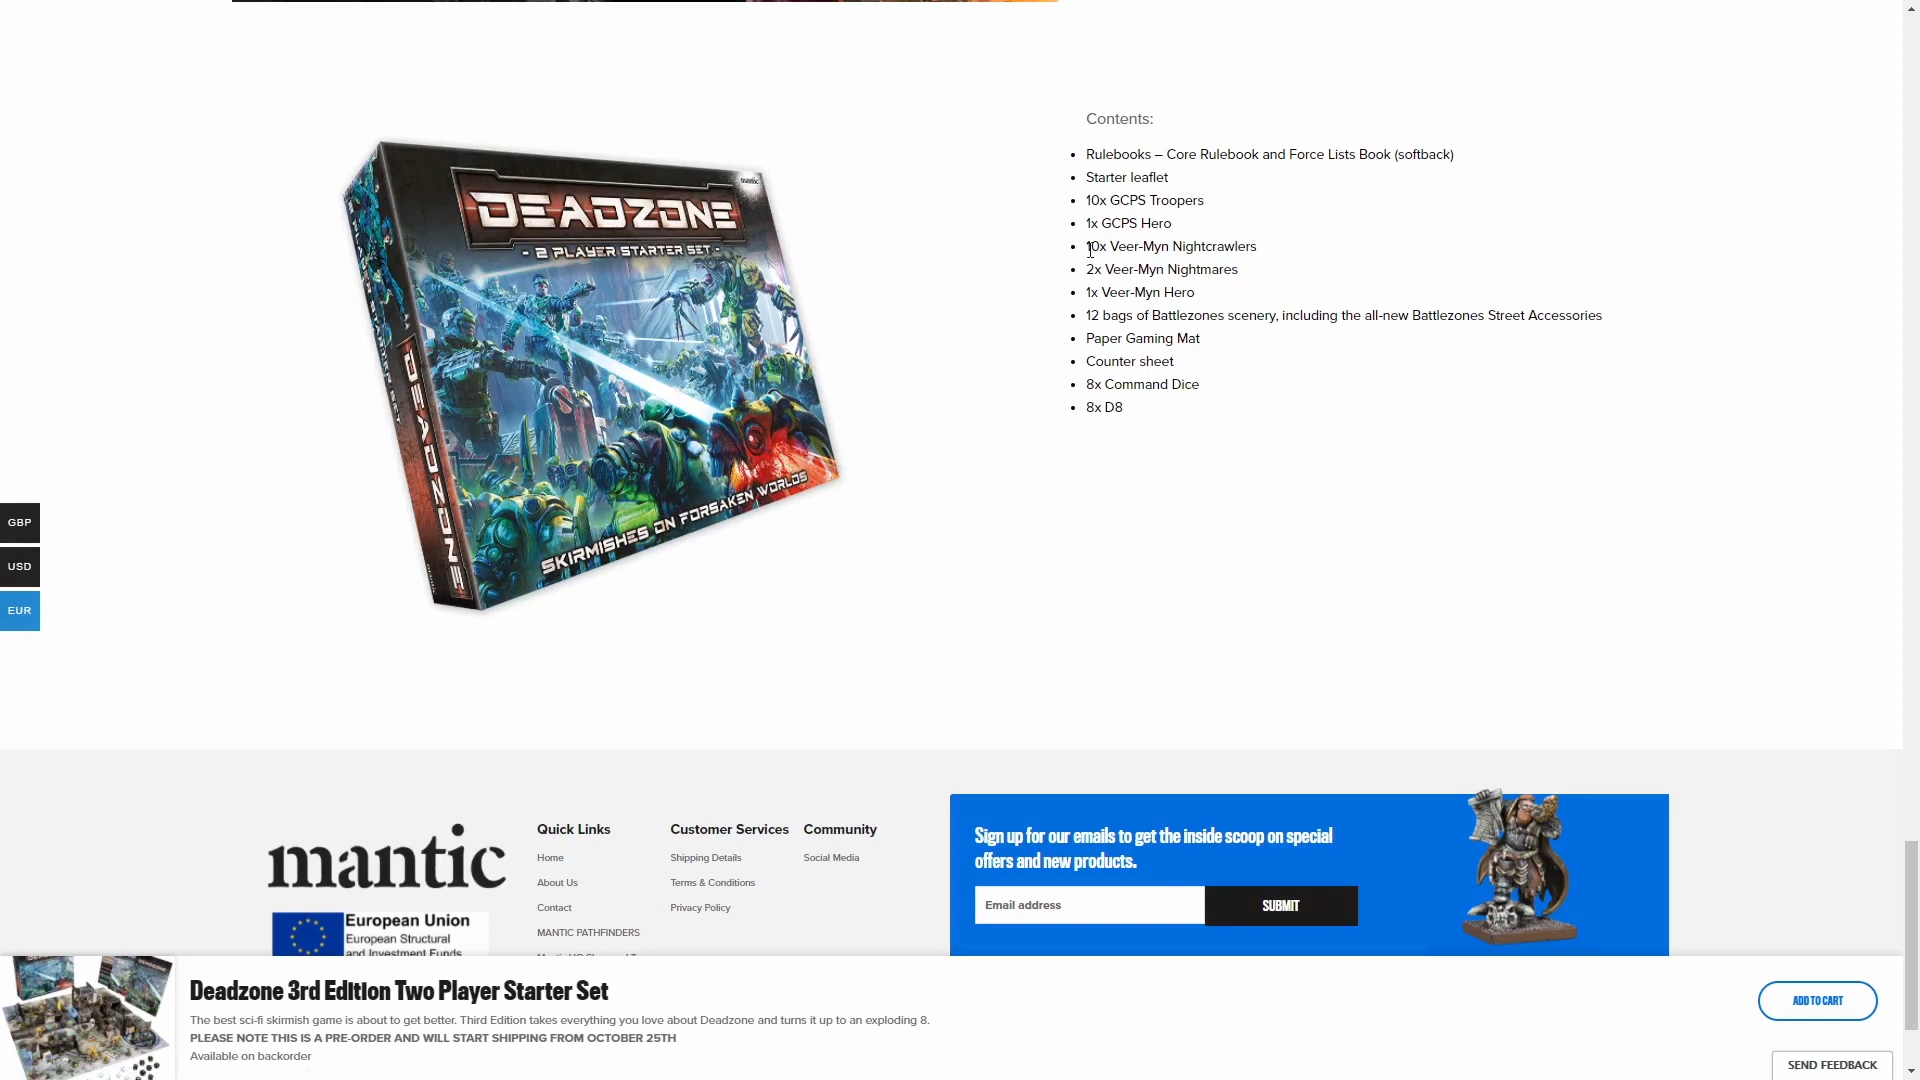 Contents:
Rulebooks – Core Rulebook and Force Lists Book (softback)
Starter leaflet
10x GCPS Troopers
1x GCPS Hero
10x Veer-Myn Nightcrawlers
2x Veer-Myn Nightmares
1x Veer-Myn Hero
12 bags of Battlezones scenery, including the all-new Battlezones Street Accessories
Paper Gaming Mat
Counter sheet
8x Command Dice
8x D8
mantic
DEADZONE
- 2 PLAYER STARTER SET -
DEADZONE
SKIRMISHES ON FORSAKEN WORLDS
GBP
USD
EUR
mantic
European Union
European Structural
and Investment Funds
Quick Links
Home
About Us
Contact
MANTIC PATHFINDERS
Customer Services
Shipping Details
Terms & Conditions
Privacy Policy
Community
Social Media
Sign up for our emails to get the inside scoop on special
offers and new products.
Email address
SUBMIT
Deadzone 3rd Edition Two Player Starter Set
The best sci-fi skirmish game is about to get better. Third Edition takes everything you love about Deadzone and turns it up to an exploding 8.
PLEASE NOTE THIS IS A PRE-ORDER AND WILL START SHIPPING FROM OCTOBER 25TH
Available on backorder
ADD TO CART
SEND FEEDBACK